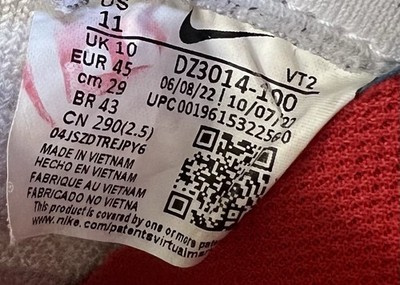 US
11
UK 10
EUR 45
cm 29
BR 43
CN 290(2.5)
04JSZDTREJPY6
MADE IN VIETNAM
HECHO EN VIETNAM
FABRIQUE AU VIETNAM
FABRICADO NO VIETNA
This product is covered by one or more
www.nike.com/patents
VT2
DZ3014-100
06/08/22 | 10/07/22
UPC